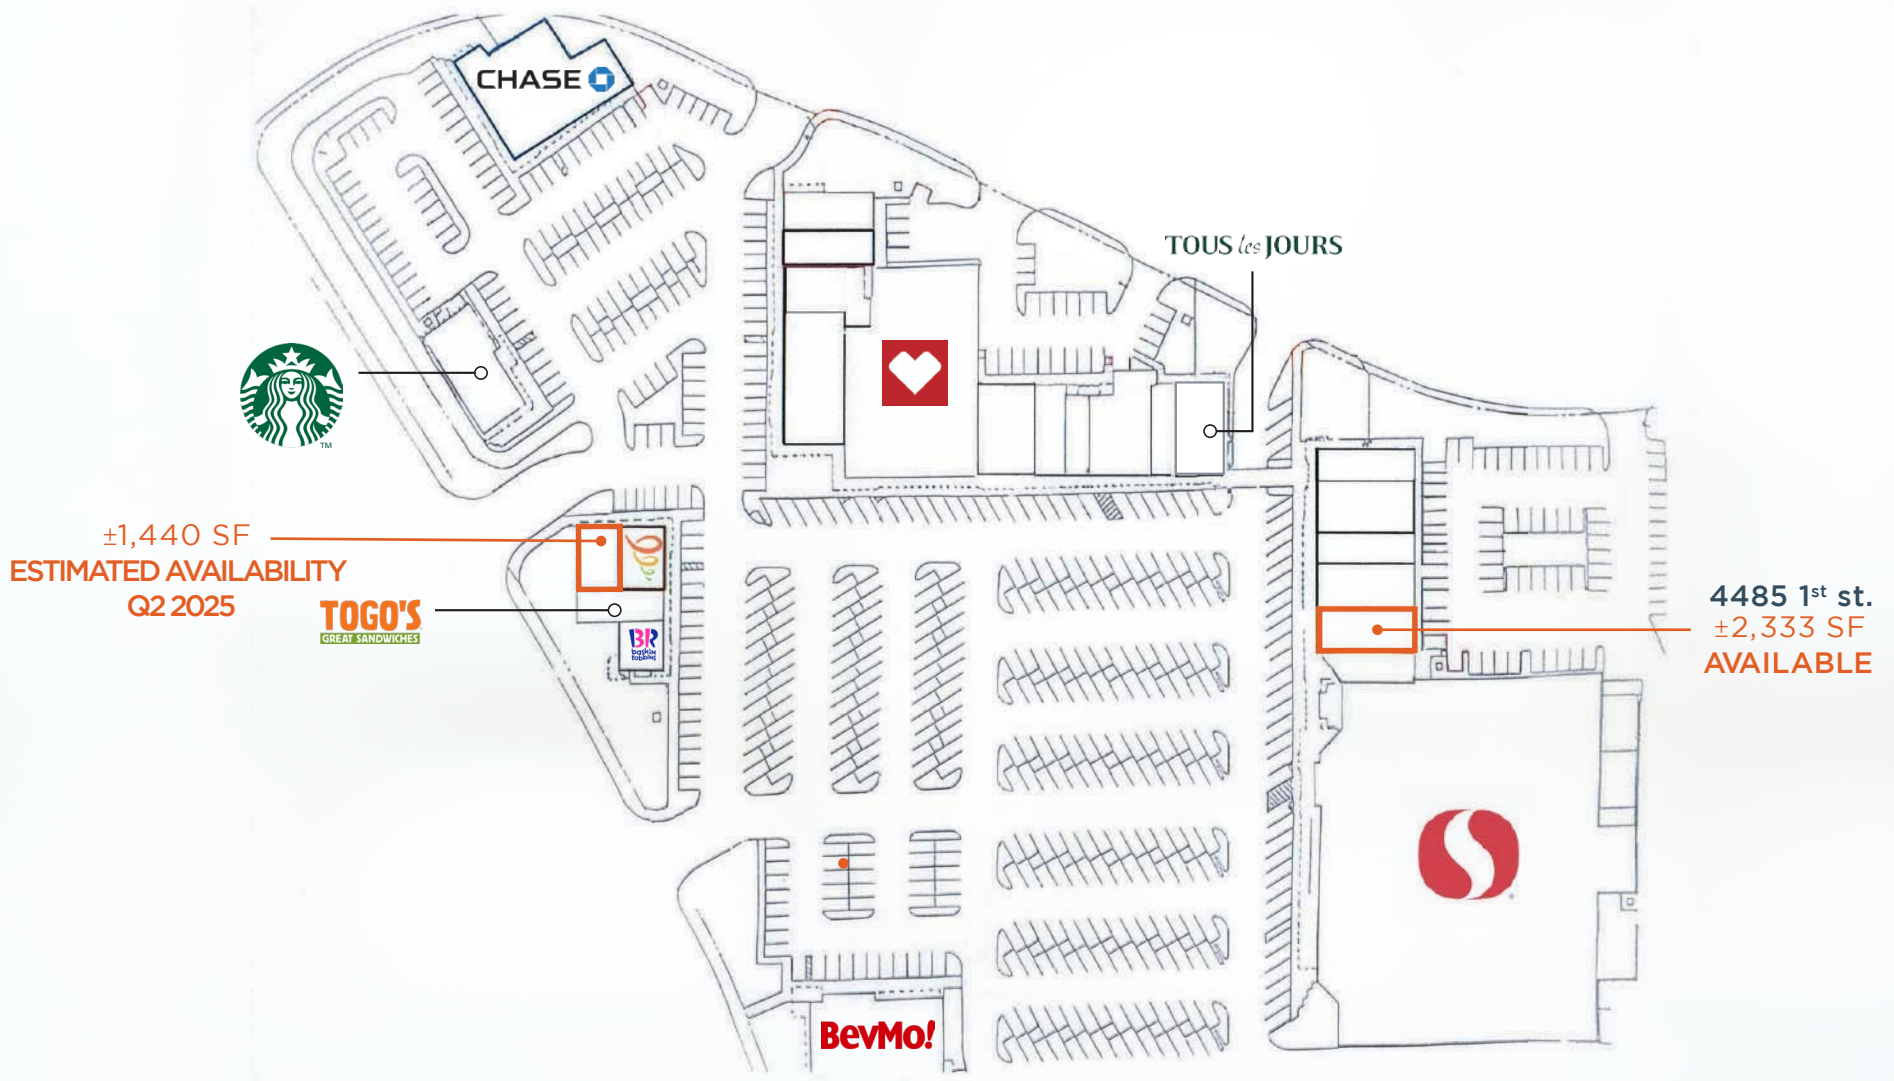 CHASE
TOUS les JOURS
TM
±1,440 SF
ESTIMATED AVAILABILITY
Q2 2025
TOGO'S
GREAT SANDWICHES
BR
baskin
robbins
4485 1st st.
±2,333 SF
AVAILABLE
BevMo!